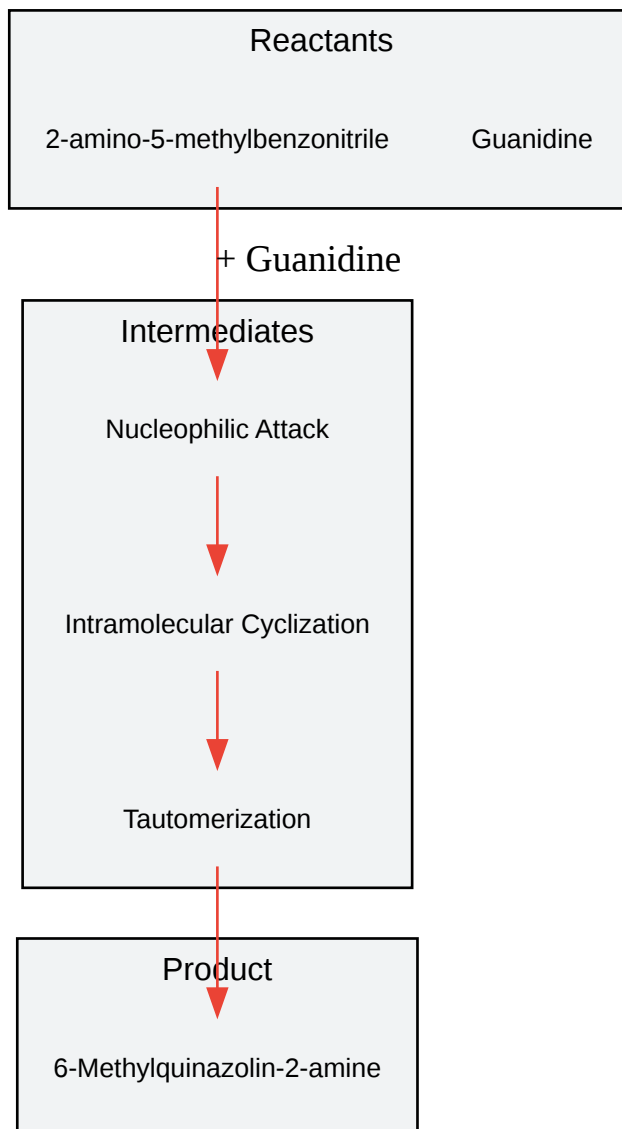 Reactants
2-amino-5-methylbenzonitrile Guanidine
+ Guanidine
Intermediates
Nucleophilic Attack
Intramolecular Cyclization
Tautomerization
Product
6-Methylquinazolin-2-amine